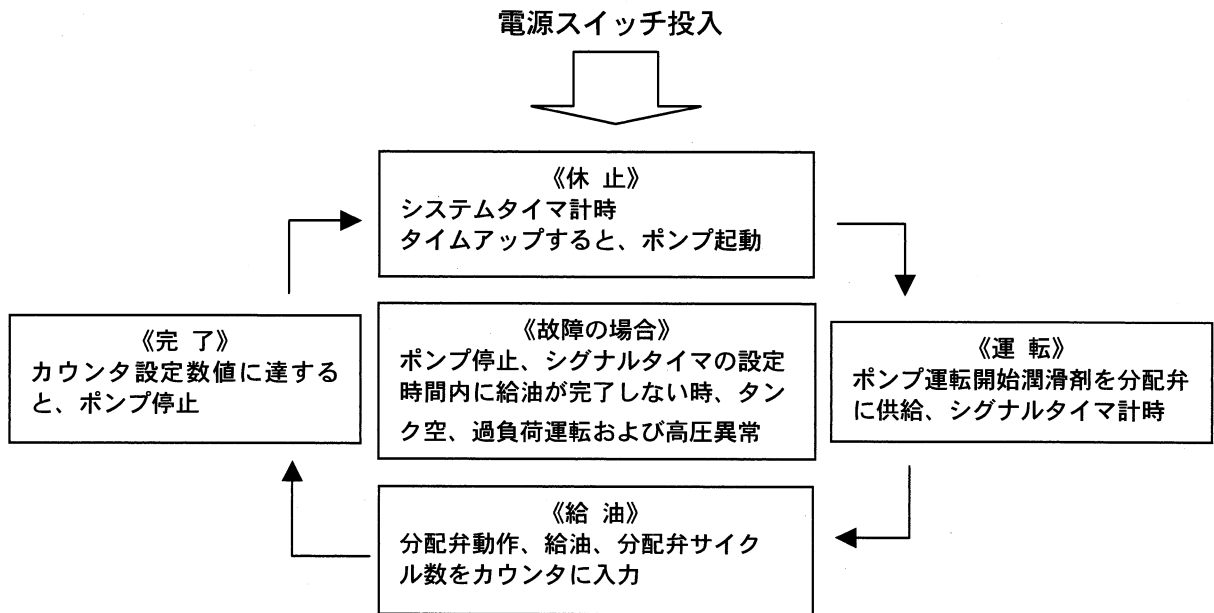 電源スイッチ投入
《休 止》
システムタイマ計時
タイムアップすると、ポンプ起動
《完 了》
カウンタ設定数値に達する
と、ポンプ停止
《故障の場合》
ポンプ停止、シグナルタイマの設定
時間内に給油が完了しない時、タン
ク空、過負荷運転および高圧異常
《運 転》
ポンプ運転開始潤滑剤を分配弁
に供給、シグナルタイマ計時
《給 油》
分配弁動作、給油、分配弁サイク
ル数をカウンタに入力